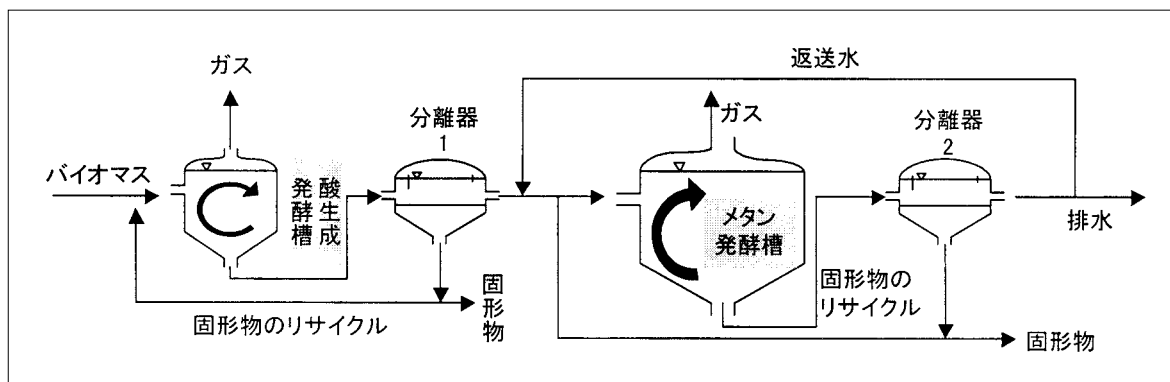 ガス
バイオマス
酸生成
発酵槽
分離器
1
固形物のリサイクル
固形物
返送水
ガス
メタン
発酵槽
分離器
2
固形物の
リサイクル
排水
固形物